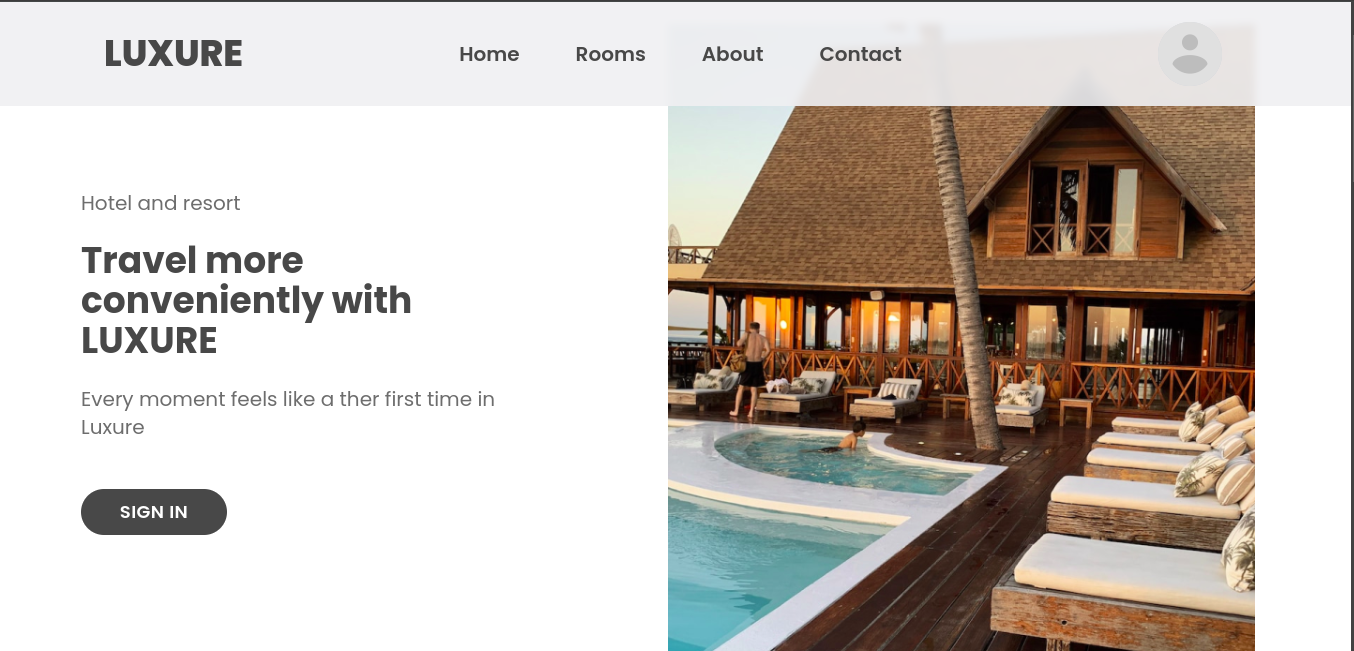 LUXURE
Home Rooms About Contact
Hotel and resort
Travel more
conveniently with
LUXURE
Every moment feels like a ther first time in
Luxure
SIGN IN